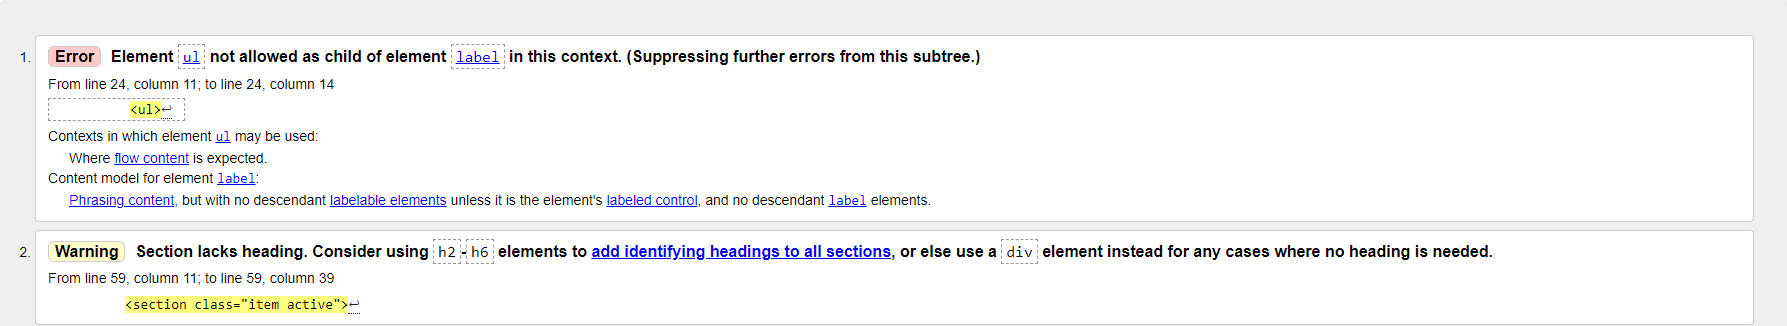 1. Error Element ul not allowed as child of element label in this context. (Suppressing further errors from this subtree.)
From line 24, column 11; to line 24, column 14
<ul>↩
Contexts in which element ul may be used:
Where flow content is expected.
Content model for element label:
Phrasing content, but with no descendant labelable elements unless it is the element's labeled control, and no descendant label elements.
2. Warning Section lacks heading. Consider using h2-h6 elements to add identifying headings to all sections, or else use a div element instead for any cases where no heading is needed.
From line 59, column 11; to line 59, column 39
<section class="item active">↩